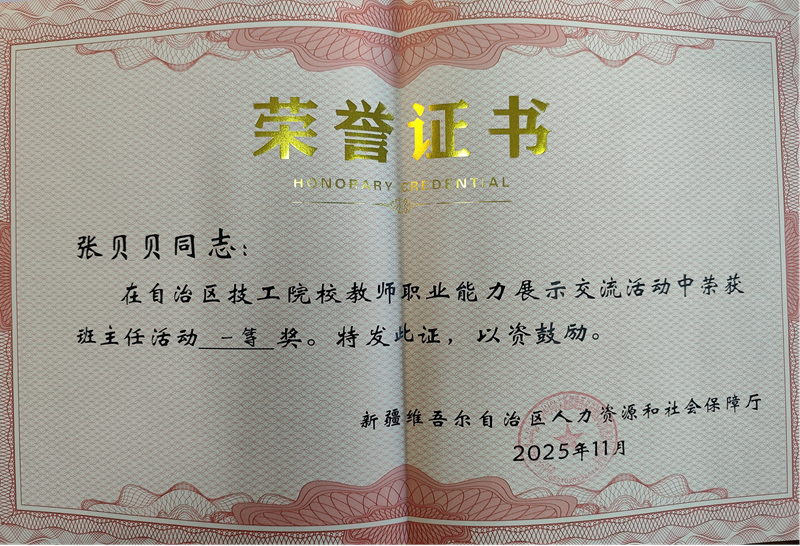 荣誉证书
HONORARY CREDENTIAL
张贝贝同志：
在自治区技工院校教师职业能力展示交流活动中荣获
班主任活动 一等 奖。特发此证，以资鼓励。
新疆维吾尔自治区人力资源和社会保障厅
2025年11月